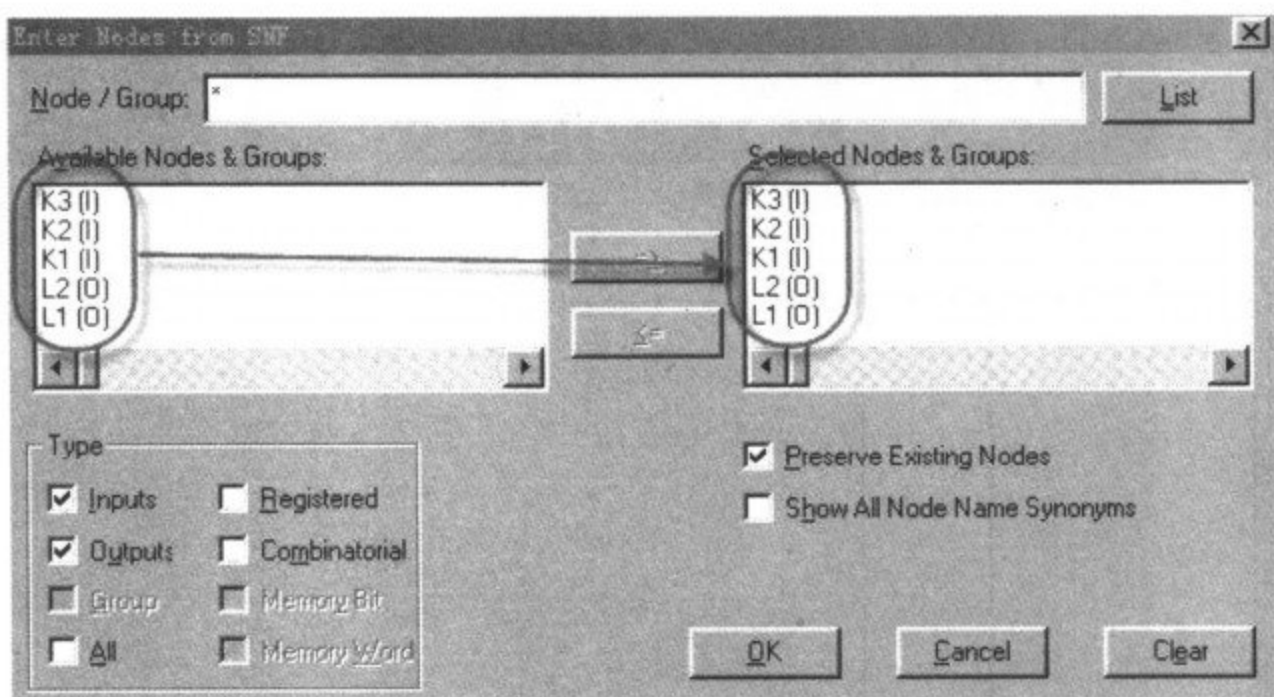 Enter Nodes from SNF
Node / Group: *
List
Available Nodes & Groups:
K3 (I)
K2 (I)
K1 (I)
L2 (O)
L1 (O)
=>
<=
Selected Nodes & Groups:
K3 (I)
K2 (I)
K1 (I)
L2 (O)
L1 (O)
Type
Inputs
Registered
Outputs
Combinatorial
Group
Memory Bit
All
Memory Word
Preserve Existing Nodes
Show All Node Name Synonyms
OK
Cancel
Clear